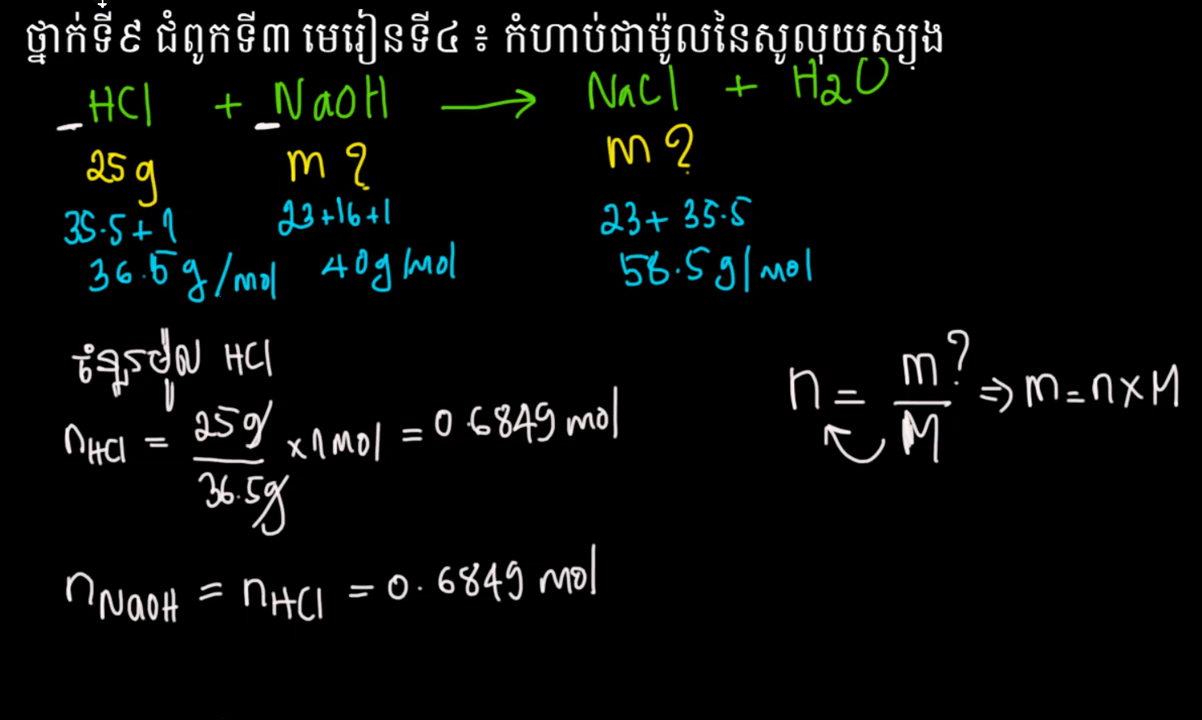 ថ្នាក់ទី៩ ជំពូកទី៣ មេរៀនទី៤ ៖ កំហាប់ជាម៉ូលនៃសូលុយស្យុង
_HCl + _NaOH → NaCl + H2O
25g m? m?
35.5+1 23+16+1 23+35.5
36.5g/mol 40g/mol 58.5g/mol
ចំនួនម៉ូល HCl
nHCl = 25g/36.5g x 1mol = 0.6849 mol
n = m?/M ⇒ m=n×M
nNaOH = nHCl = 0.6849 mol